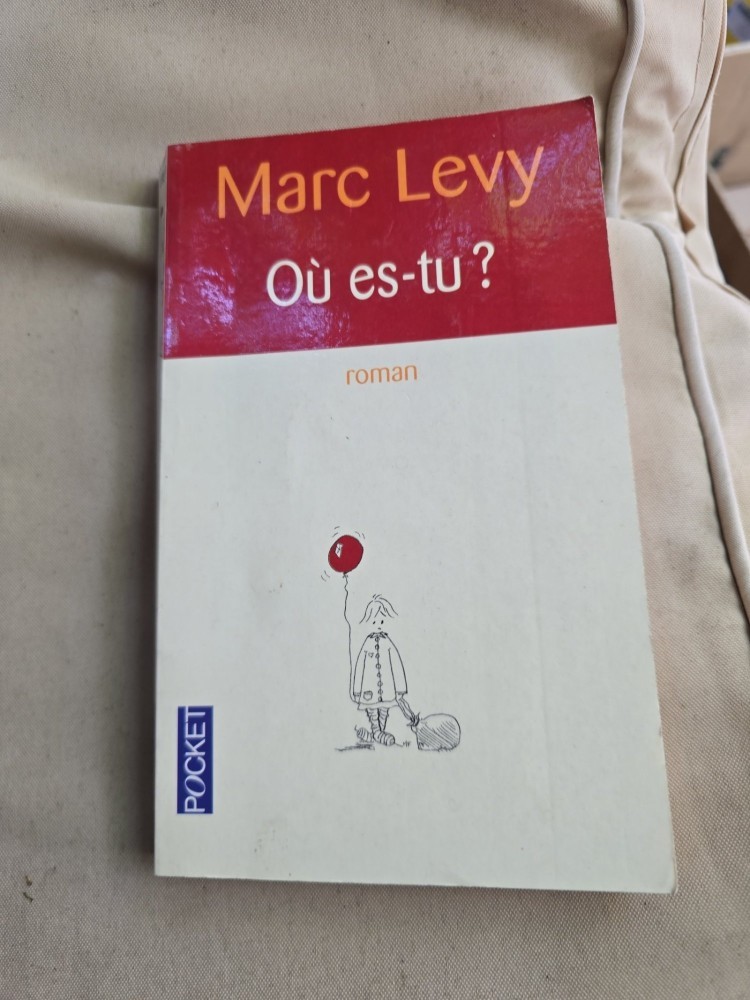 Marc Levy
Où es-tu ?
roman
POCKET